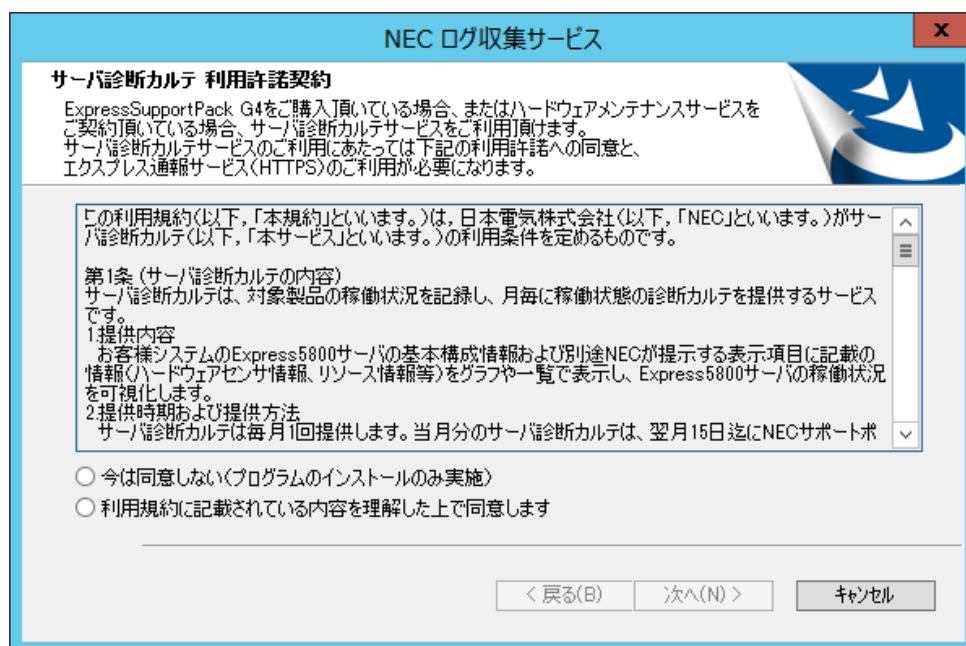 NEC ログ収集サービス
x
サーバ診断カルテ 利用許諾契約
ExpressSupportPack G4をご購入頂いている場合、またはハードウェアメンテナンスサービスを
ご契約頂いている場合、サーバ診断カルテサービスをご利用頂けます。
サーバ診断カルテサービスのご利用にあたっては下記の利用許諾への同意と、
エクスプレス通報サービス(HTTPS)のご利用が必要になります。
この利用規約(以下,「本規約」といいます。)は,日本電気株式会社(以下,「NEC」といいます。)がサー
バ診断カルテ(以下,「本サービス」といいます。)の利用条件を定めるものです。
第1条 (サーバ診断カルテの内容)
サーバ診断カルテは、対象製品の稼働状況を記録し、月毎に稼働状態の診断カルテを提供するサービス
です。
1.提供内容
お客様システムのExpress5800サーバの基本構成情報および別途NECが提示する表示項目に記載の
情報(ハードウェアセンサ情報、リソース情報等)をグラフや一覧で表示し、Express5800サーバの稼働状況
を可視化します。
2.提供時期および提供方法
サーバ診断カルテは毎月1回提供します。当月分のサーバ診断カルテは、翌月15日迄にNECサポートポ
今は同意しない(プログラムのインストールのみ実施)
利用規約に記載されている内容を理解した上で同意します
< 戻る(B)
次へ(N) >
キャンセル